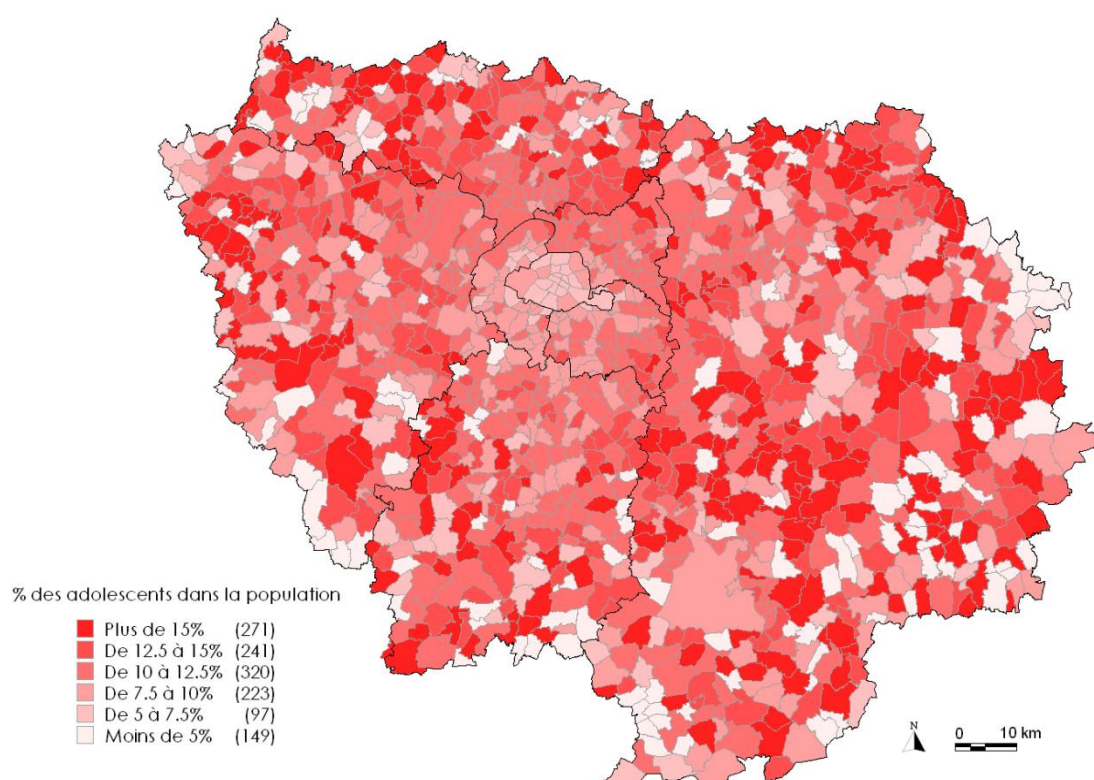 % des adolescents dans la population
Plus de 15% (271)
De 12.5 à 15% (241)
De 10 à 12.5% (320)
De 7.5 à 10% (223)
De 5 à 7.5% (97)
Moins de 5% (149)
N
0 10 km